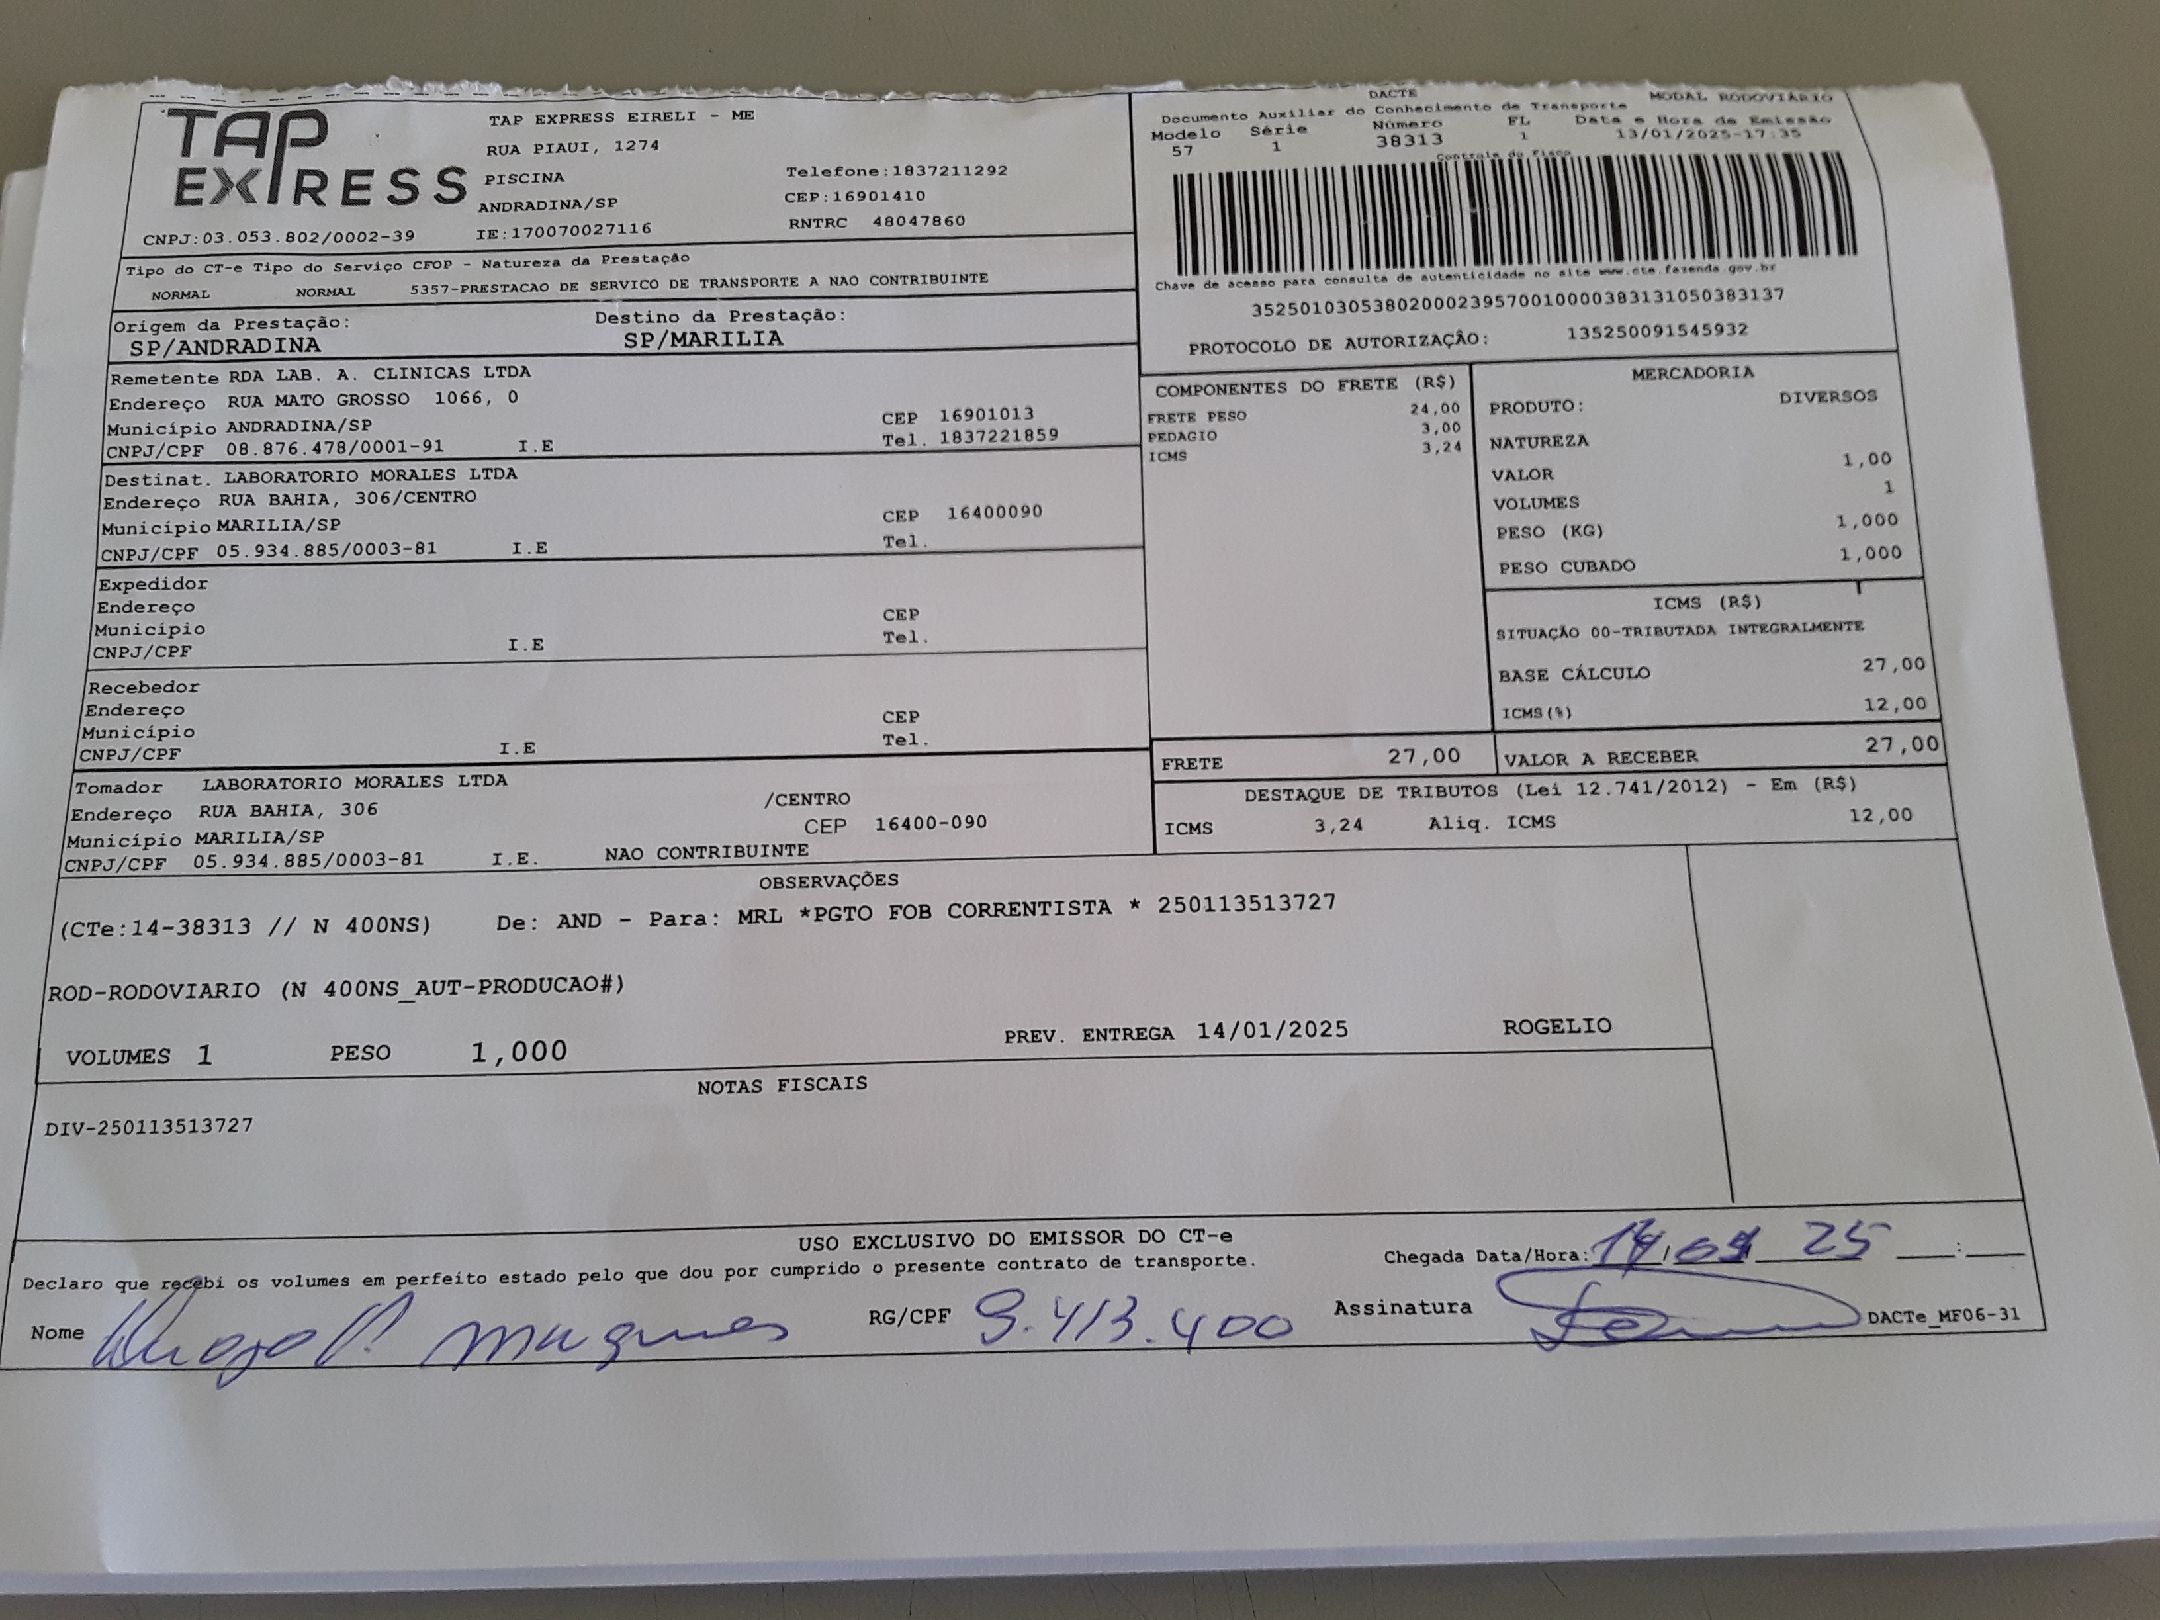 TAP EXPRESS
TAP EXPRESS EIRELI - ME
RUA PIAUI, 1274
PISCINA
Telefone:1837211292
ANDRADINA/SP
CEP:16901410
CNPJ:03.053.802/0002-39
IE:170070027116
RNTRC 48047860
DACTE
MODAL RODOVIÁRIO
Documento Auxiliar do Conhecimento de Transporte
Modelo Série Número FL Data e Hora de Emissão
57 1 38313 1 13/01/2025-17:35
Controle do Fisco
Chave de acesso para consulta de autenticidade no site www.cte.fazenda.gov.br
35250103053802000239570010000383131050383137
PROTOCOLO DE AUTORIZAÇÂO: 135250091545932
Tipo do CT-e Tipo do Serviço CFOP - Natureza da Prestação
NORMAL NORMAL 5357-PRESTACAO DE SERVICO DE TRANSPORTE A NAO CONTRIBUINTE
Origem da Prestação: Destino da Prestação:
SP/ANDRADINA SP/MARILIA
Remetente RDA LAB. A. CLINICAS LTDA
Endereço RUA MATO GROSSO 1066, 0
CEP 16901013
Município ANDRADINA/SP
Tel. 1837221859
CNPJ/CPF 08.876.478/0001-91 I.E
Destinat. LABORATORIO MORALES LTDA
Endereço RUA BAHIA, 306/CENTRO
Município MARILIA/SP CEP 16400090
CNPJ/CPF 05.934.885/0003-81 I.E Tel.
Expedidor
Endereço
Município CEP
CNPJ/CPF I.E Tel.
Recebedor
Endereço
Município CEP
CNPJ/CPF I.E Tel.
Tomador LABORATORIO MORALES LTDA
Endereço RUA BAHIA, 306 /CENTRO
Município MARILIA/SP CEP 16400-090
CNPJ/CPF 05.934.885/0003-81 I.E. NAO CONTRIBUINTE
COMPONENTES DO FRETE (R$)
FRETE PESO 24,00
PEDAGIO 3,00
ICMS 3,24
MERCADORIA
PRODUTO: DIVERSOS
NATUREZA
VALOR 1,00
VOLUMES 1
PESO (KG) 1,000
PESO CUBADO 1,000
ICMS (R$)
SITUAÇÃO 00-TRIBUTADA INTEGRALMENTE
BASE CÁLCULO 27,00
ICMS(%) 12,00
FRETE 27,00 VALOR A RECEBER 27,00
DESTAQUE DE TRIBUTOS (Lei 12.741/2012) - Em (R$)
ICMS 3,24 Aliq. ICMS 12,00
OBSERVAÇÕES
(CTe:14-38313 // N 400NS) De: AND - Para: MRL *PGTO FOB CORRENTISTA * 250113513727
ROD-RODOVIARIO (N 400NS_AUT-PRODUCAO#)
VOLUMES 1 PESO 1,000 PREV. ENTREGA 14/01/2025 ROGELIO
NOTAS FISCAIS
DIV-250113513727
USO EXCLUSIVO DO EMISSOR DO CT-e
Declaro que recebi os volumes em perfeito estado pelo que dou por cumprido o presente contrato de transporte.
Chegada Data/Hora: 14/01 25
Nome
RG/CPF 9.413.400
Assinatura
DACTe_MF06-31